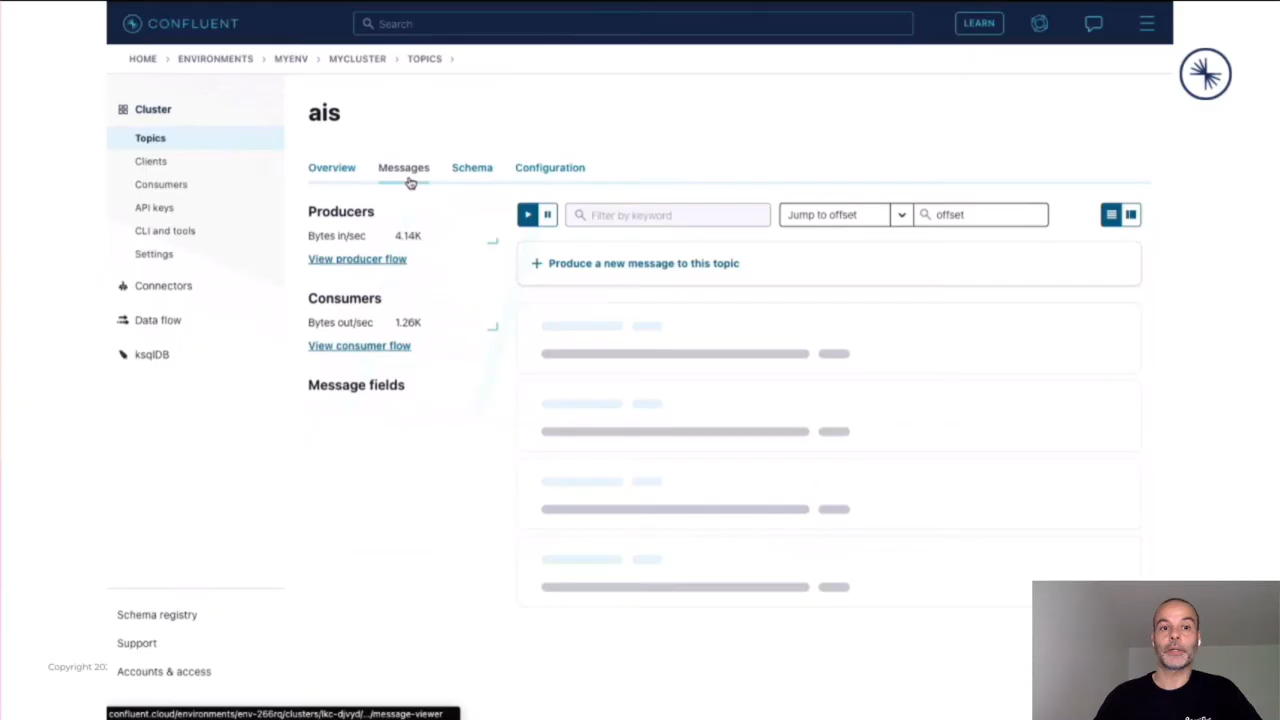 CONFLUENT
Search
LEARN
HOME > ENVIRONMENTS > MYENV > MYCLUSTER > TOPICS >
Cluster
Topics
Clients
Consumers
API keys
CLI and tools
Settings
Connectors
Data flow
ksqlDB
Schema registry
Support
Accounts & access
ais
Overview Messages Schema Configuration
Producers
Bytes in/sec 4.14K
View producer flow
Consumers
Bytes out/sec 1.26K
View consumer flow
Message fields
Filter by keyword
Jump to offset
offset
+ Produce a new message to this topic
Copyright
confluent.cloud/environments/env-266rq/clusters/lkc-djvyd/.../message-viewer